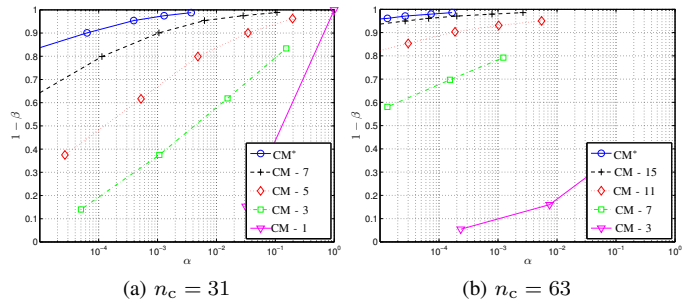 1
0.9
0.8
0.7
0.6
0.5
0.4
0.3
0.2
0.1
0
1 − β
10⁻⁴
10⁻³
10⁻²
10⁻¹
10⁰
α
CM*
CM - 7
CM - 5
CM - 3
CM - 1
(a) n_c = 31
1
0.9
0.8
0.7
0.6
0.5
0.4
0.3
0.2
0.1
0
1 − β
10⁻⁴
10⁻³
10⁻²
10⁻¹
10⁰
α
CM*
CM - 15
CM - 11
CM - 7
CM - 3
(b) n_c = 63